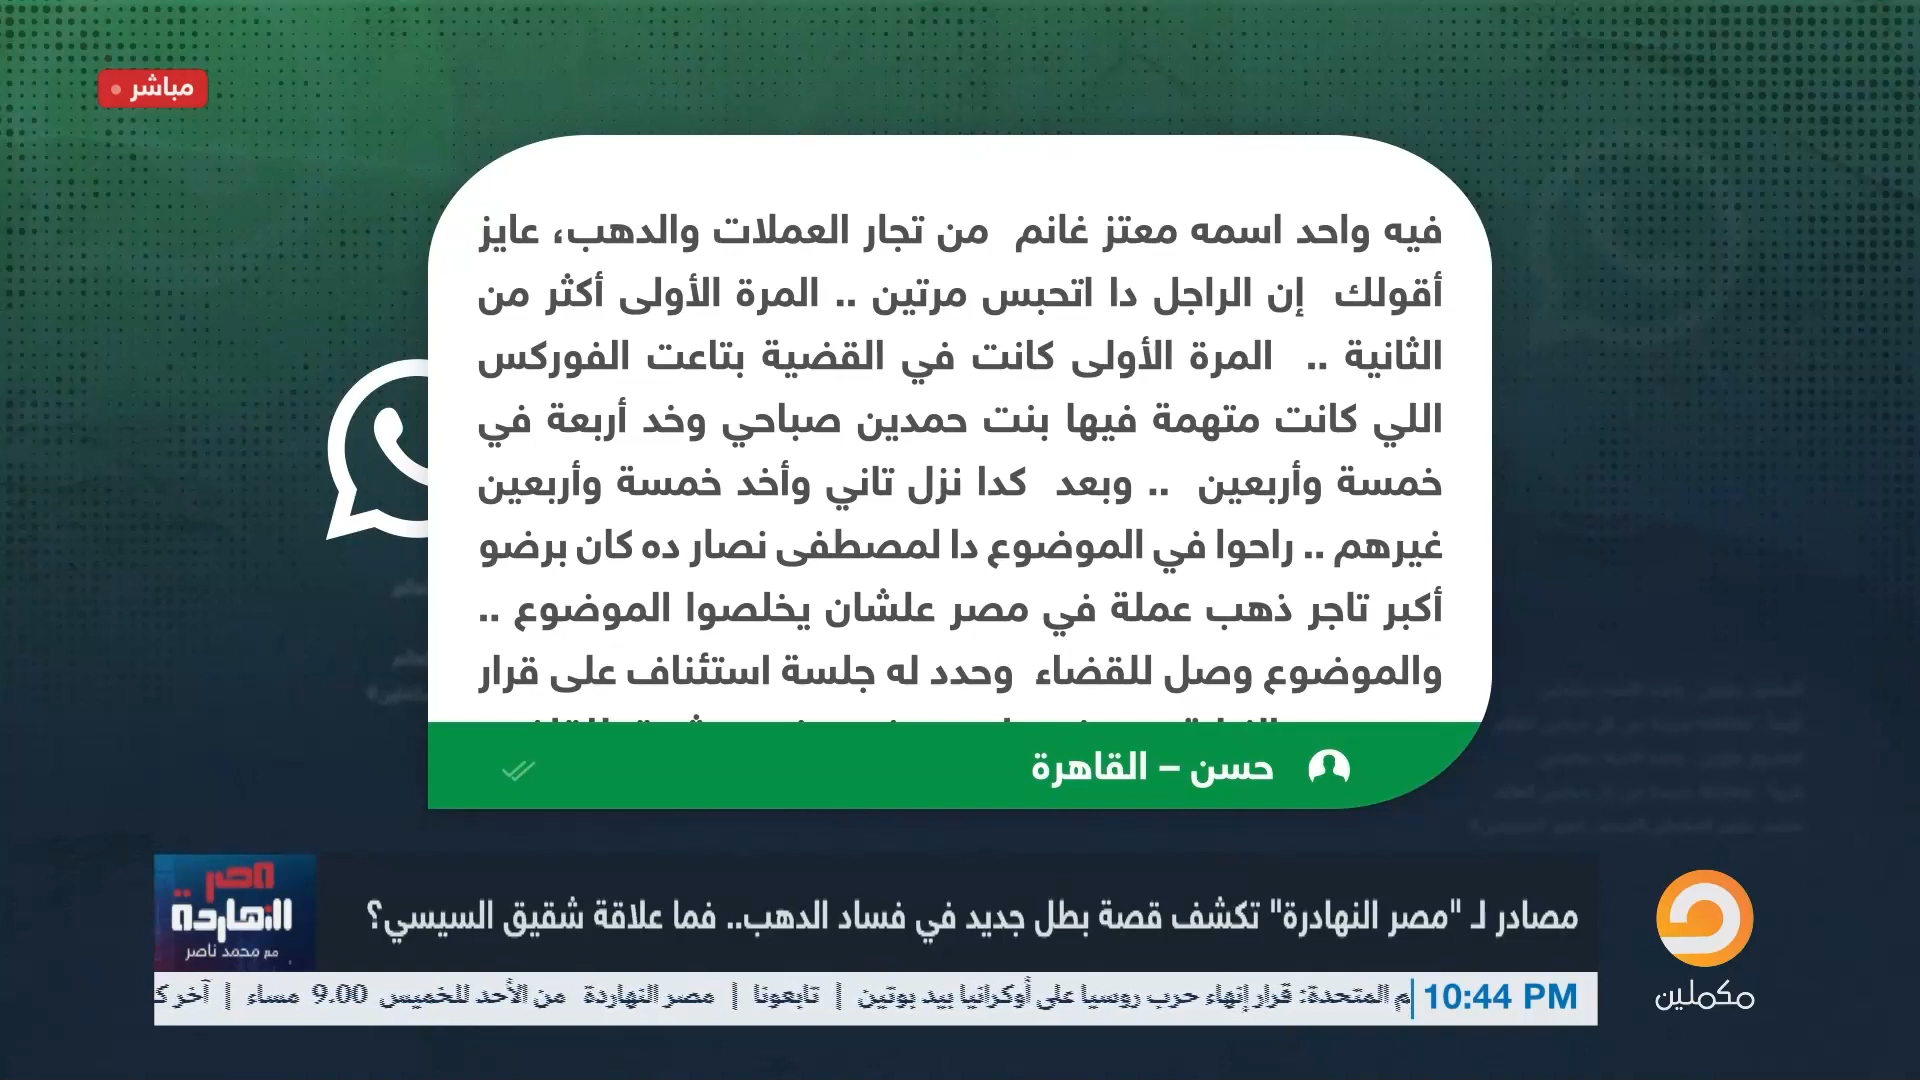 مباشر
فيه واحد اسمه معتز غانم من تجار العملات والدهب، عايز
أقولك إن الراجل دا اتحبس مرتين .. المرة الأولى أكثر من
الثانية .. المرة الأولى كانت في القضية بتاعت الفوركس
اللي كانت متهمة فيها بنت حمدين صباحي وخد أربعة في
خمسة وأربعين .. وبعد كدا نزل تاني وأخد خمسة وأربعين
غيرهم .. راحوا في الموضوع دا لمصطفى نصار ده كان برضو
أكبر تاجر ذهب عملة في مصر علشان يخلصوا الموضوع ..
والموضوع وصل للقضاء وحدد له جلسة استئناف على قرار
حسن – القاهرة
مصادر لـ "مصر النهادرة" تكشف قصة بطل جديد في فساد الدهب.. فما علاقة شقيق السيسي؟
مصر
النهاردة
مع محمد ناصر
10:44 PM
م المتحدة: قرار إنهاء حرب روسيا على أوكرانيا بيد بوتين | تابعونا | مصر النهاردة من الأحد للخميس 9.00 مساء | آخر
مكملين